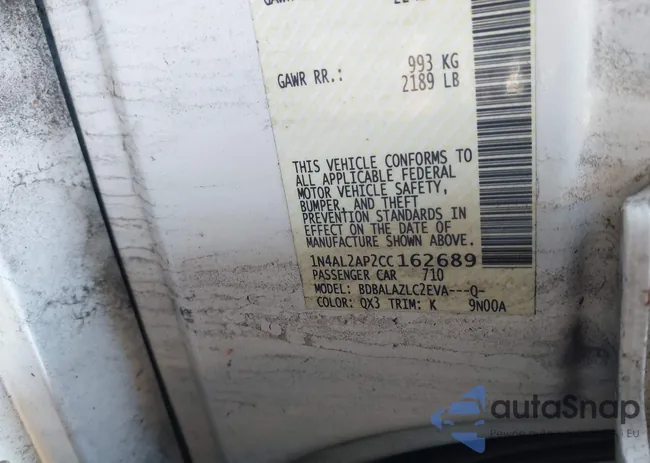 993 KG
GAWR RR.:
2189 LB
THIS VEHICLE CONFORMS TO
ALL APPLICABLE FEDERAL
MOTOR VEHICLE SAFETY,
BUMPER, AND THEFT
PREVENTION STANDARDS IN
EFFECT ON THE DATE OF
MANUFACTURE SHOWN ABOVE.
1N4AL2AP2CC162689
PASSENGER CAR 710
MODEL: BDBALAZLC2EVA---Q-
COLOR: QX3 TRIM: K 9N00A
autaSnap